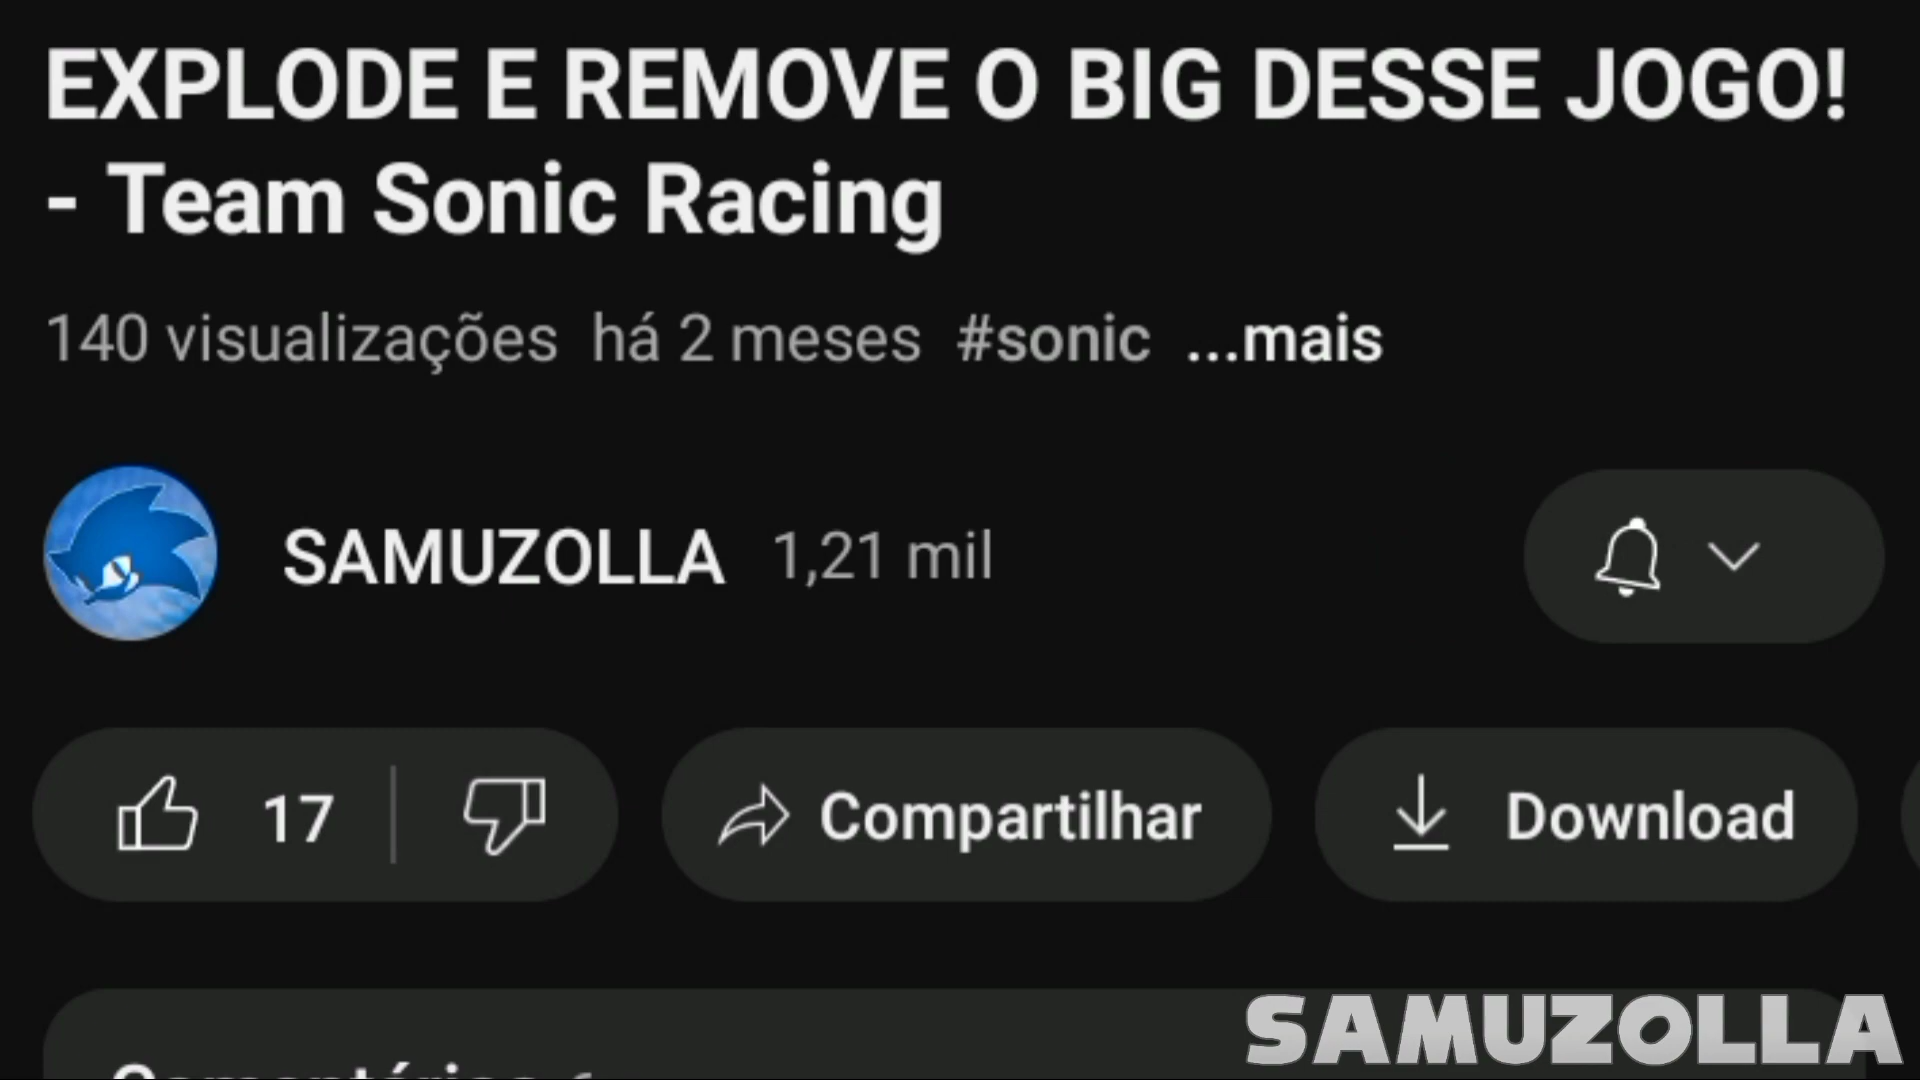 EXPLODE E REMOVE O BIG DESSE JOGO!
- Team Sonic Racing
140 visualizações há 2 meses #sonic ...mais
SAMUZOLLA 1,21 mil
17 Compartilhar Download
SAMUZOLLA